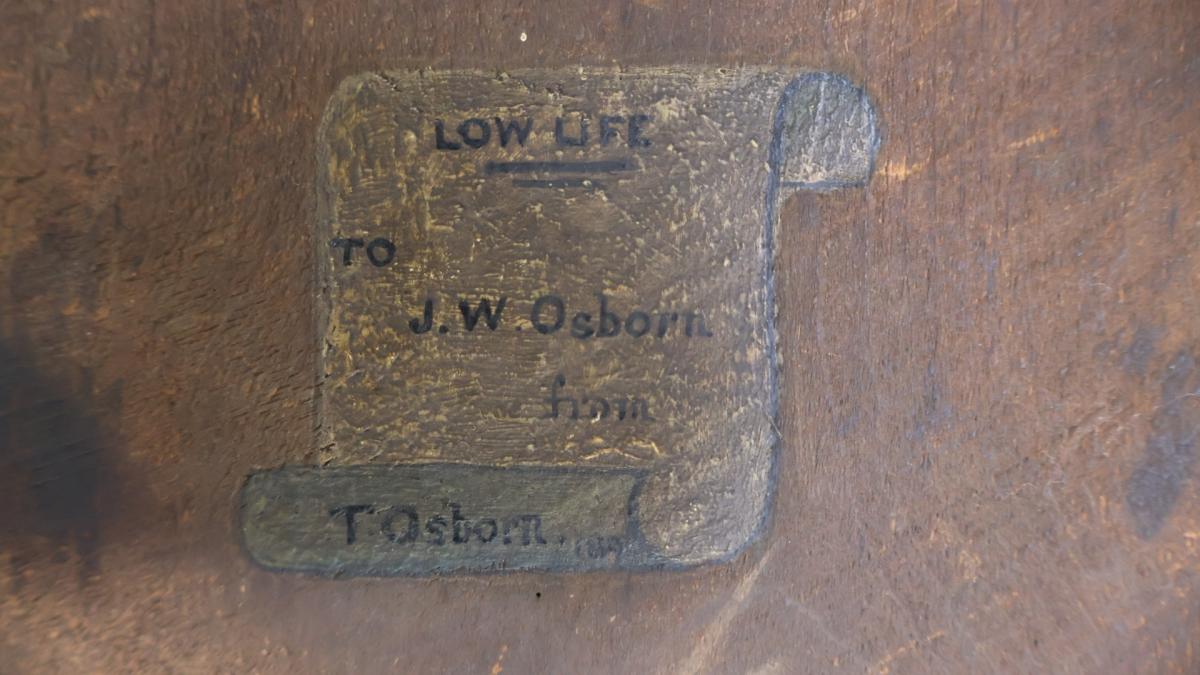 LOW LIFE
TO
J. W. Osborn
from
T. Osborn.